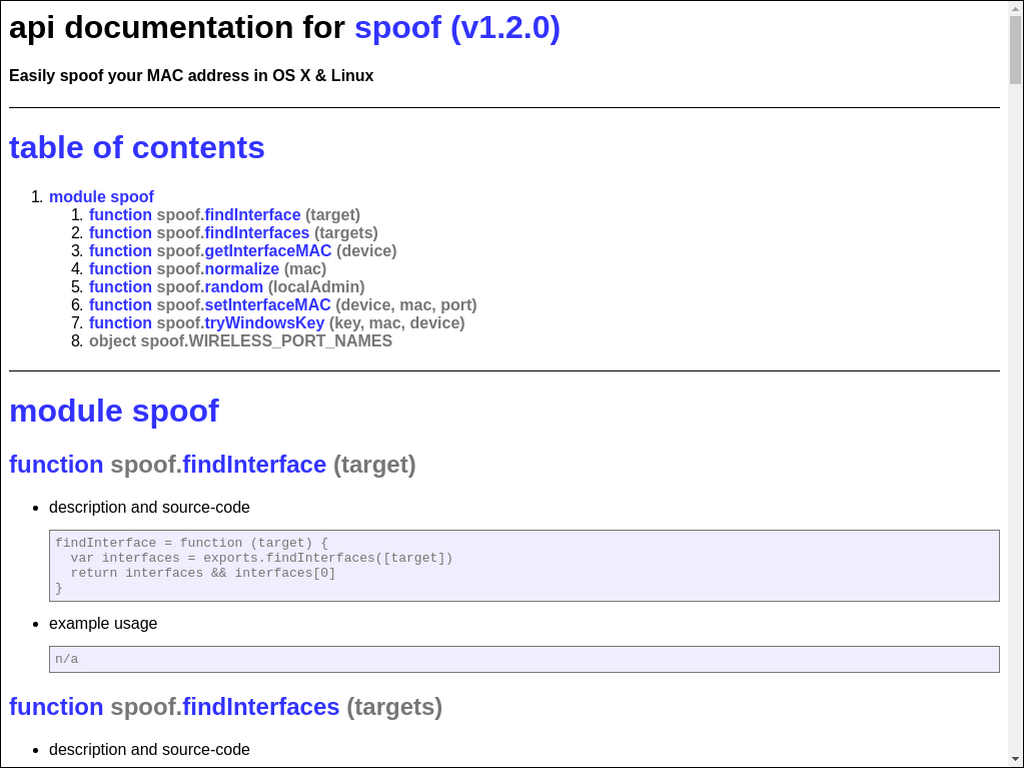 api documentation for spoof (v1.2.0)
Easily spoof your MAC address in OS X & Linux
table of contents
1. module spoof
1. function spoof.findInterface (target)
2. function spoof.findInterfaces (targets)
3. function spoof.getInterfaceMAC (device)
4. function spoof.normalize (mac)
5. function spoof.random (localAdmin)
6. function spoof.setInterfaceMAC (device, mac, port)
7. function spoof.tryWindowsKey (key, mac, device)
8. object spoof.WIRELESS_PORT_NAMES
module spoof
function spoof.findInterface (target)
• description and source-code
findInterface = function (target) {
  var interfaces = exports.findInterfaces([target])
  return interfaces && interfaces[0]
}
• example usage
n/a
function spoof.findInterfaces (targets)
• description and source-code